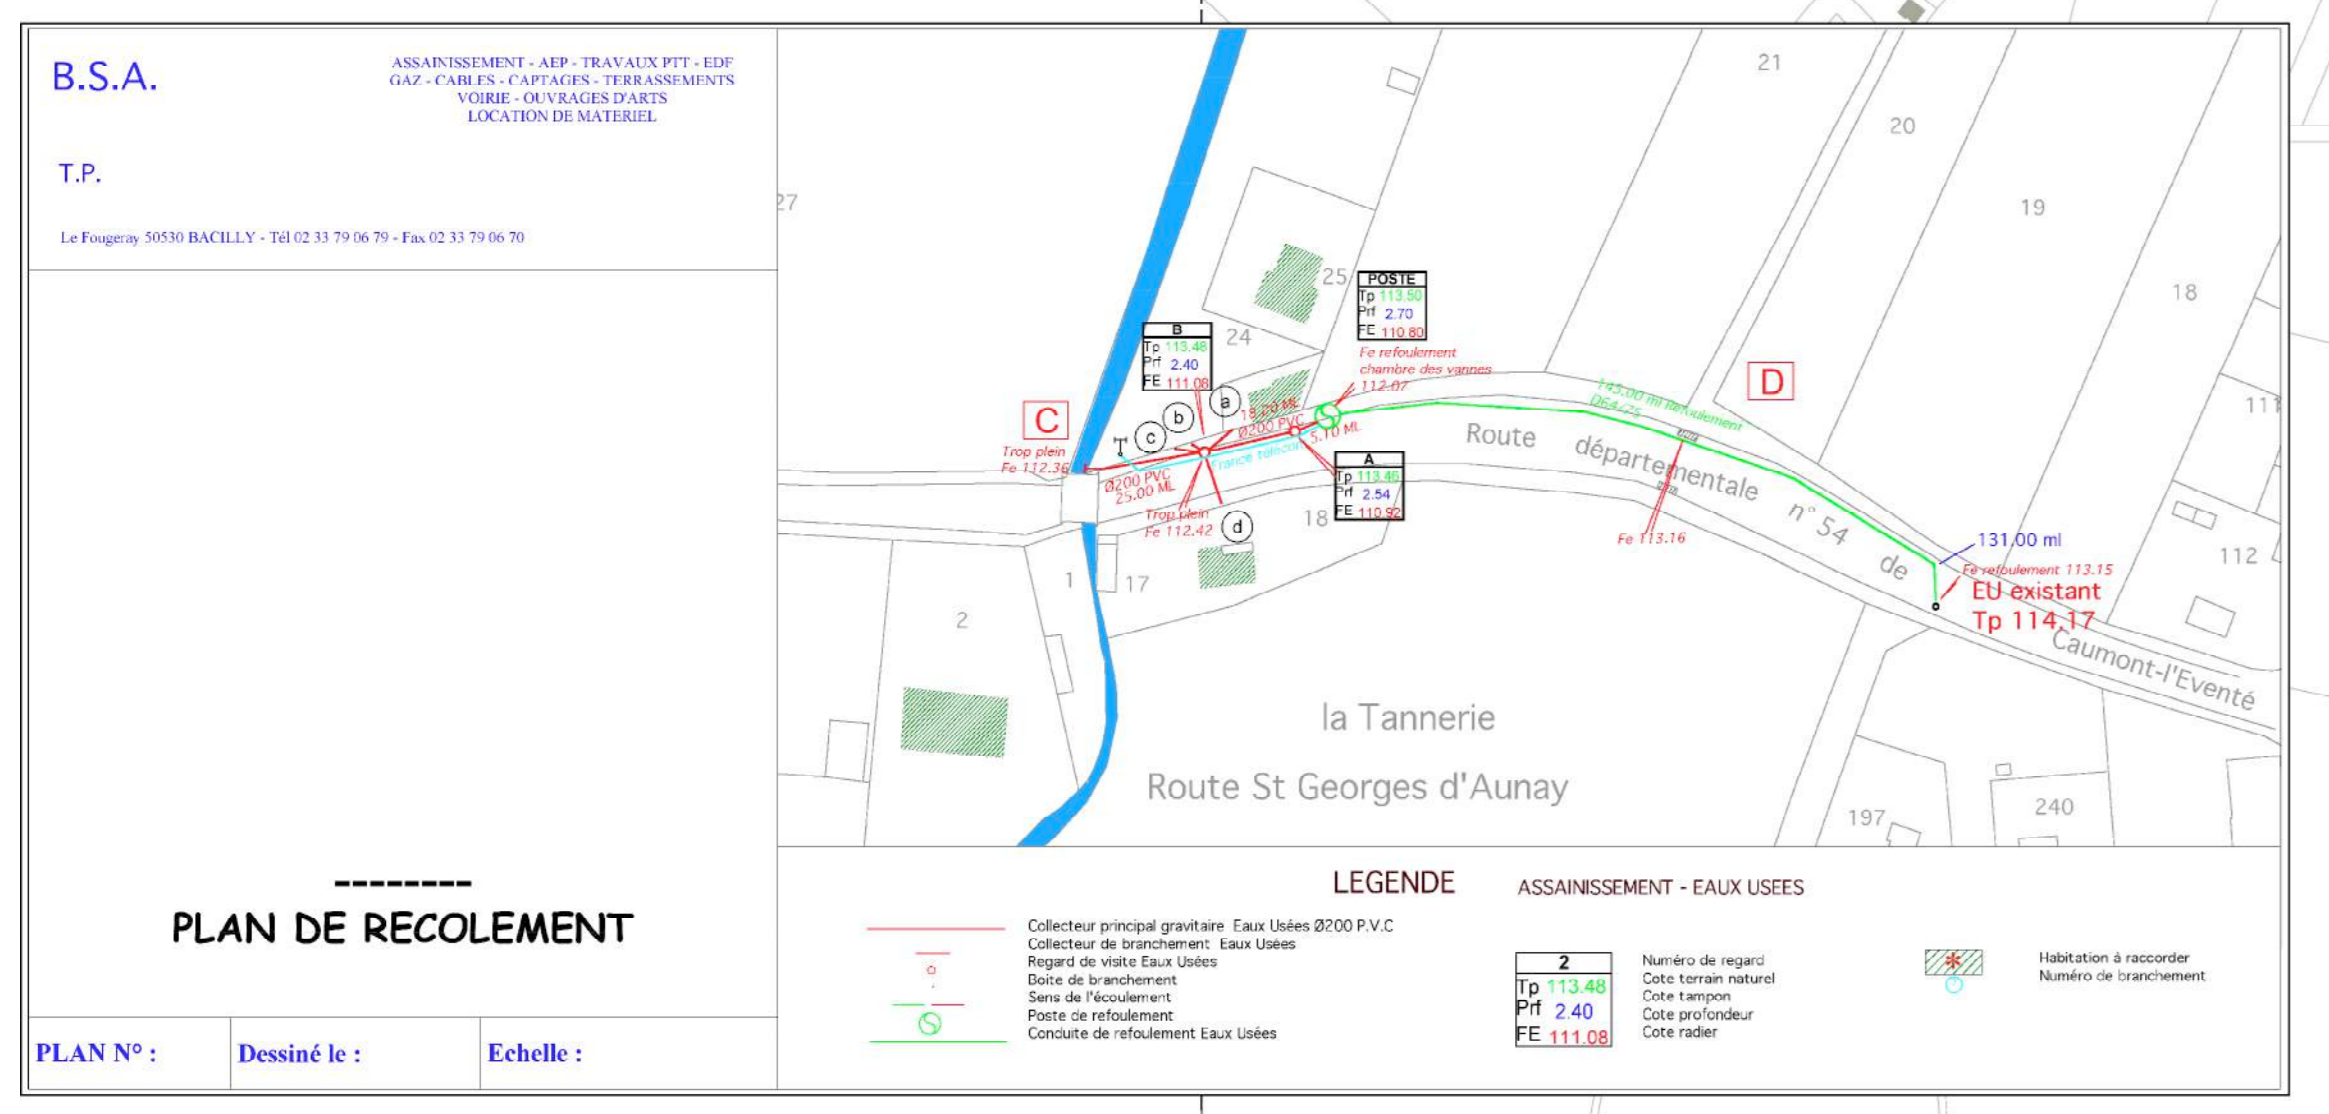 B.S.A.
ASSAINISSEMENT - AEP - TRAVAUX PTT - EDF
GAZ - CABLES - CAPTAGES - TERRASSEMENTS
VOIRIE - OUVRAGES D'ARTS
LOCATION DE MATERIEL
T.P.
Le Fougeray 50530 BACILLY - Tél 02 33 79 06 79 - Fax 02 33 79 06 70
--------
PLAN DE RECOLEMENT
PLAN N° :
Dessiné le :
Echelle :
27
21
20
19
18
25
24
POSTE
Tp 113.50
Prf 2.70
FE 110.80
B
Tp 113.48
Prf 2.40
FE 111.08
Fe refoulement
chambre des vannes
112.07
D
C
a
b
c
T
18.00 ML
Ø200 PVC
5.10 ML
145.00 ml Refoulement
D64/75
111
Trop plein
Fe 112.36
France télécom
Ø200 PVC
25.00 ML
A
Tp 113.46
Prf 2.54
FE 110.92
Route départementale n° 54 de Caumont-l'Eventé
Trop plein
Fe 112.42
d
18
Fe 113.16
131.00 ml
112
Fe refoulement 113.15
EU existant
Tp 114.17
1
17
2
la Tannerie
Route St Georges d'Aunay
197
240
LEGENDE
ASSAINISSEMENT - EAUX USEES
Collecteur principal gravitaire Eaux Usées Ø200 P.V.C
Collecteur de branchement Eaux Usées
Regard de visite Eaux Usées
Boite de branchement
Sens de l'écoulement
Poste de refoulement
Conduite de refoulement Eaux Usées
2
Tp 113.48
Prf 2.40
FE 111.08
Numéro de regard
Cote terrain naturel
Cote tampon
Cote profondeur
Cote radier
Habitation à raccorder
Numéro de branchement